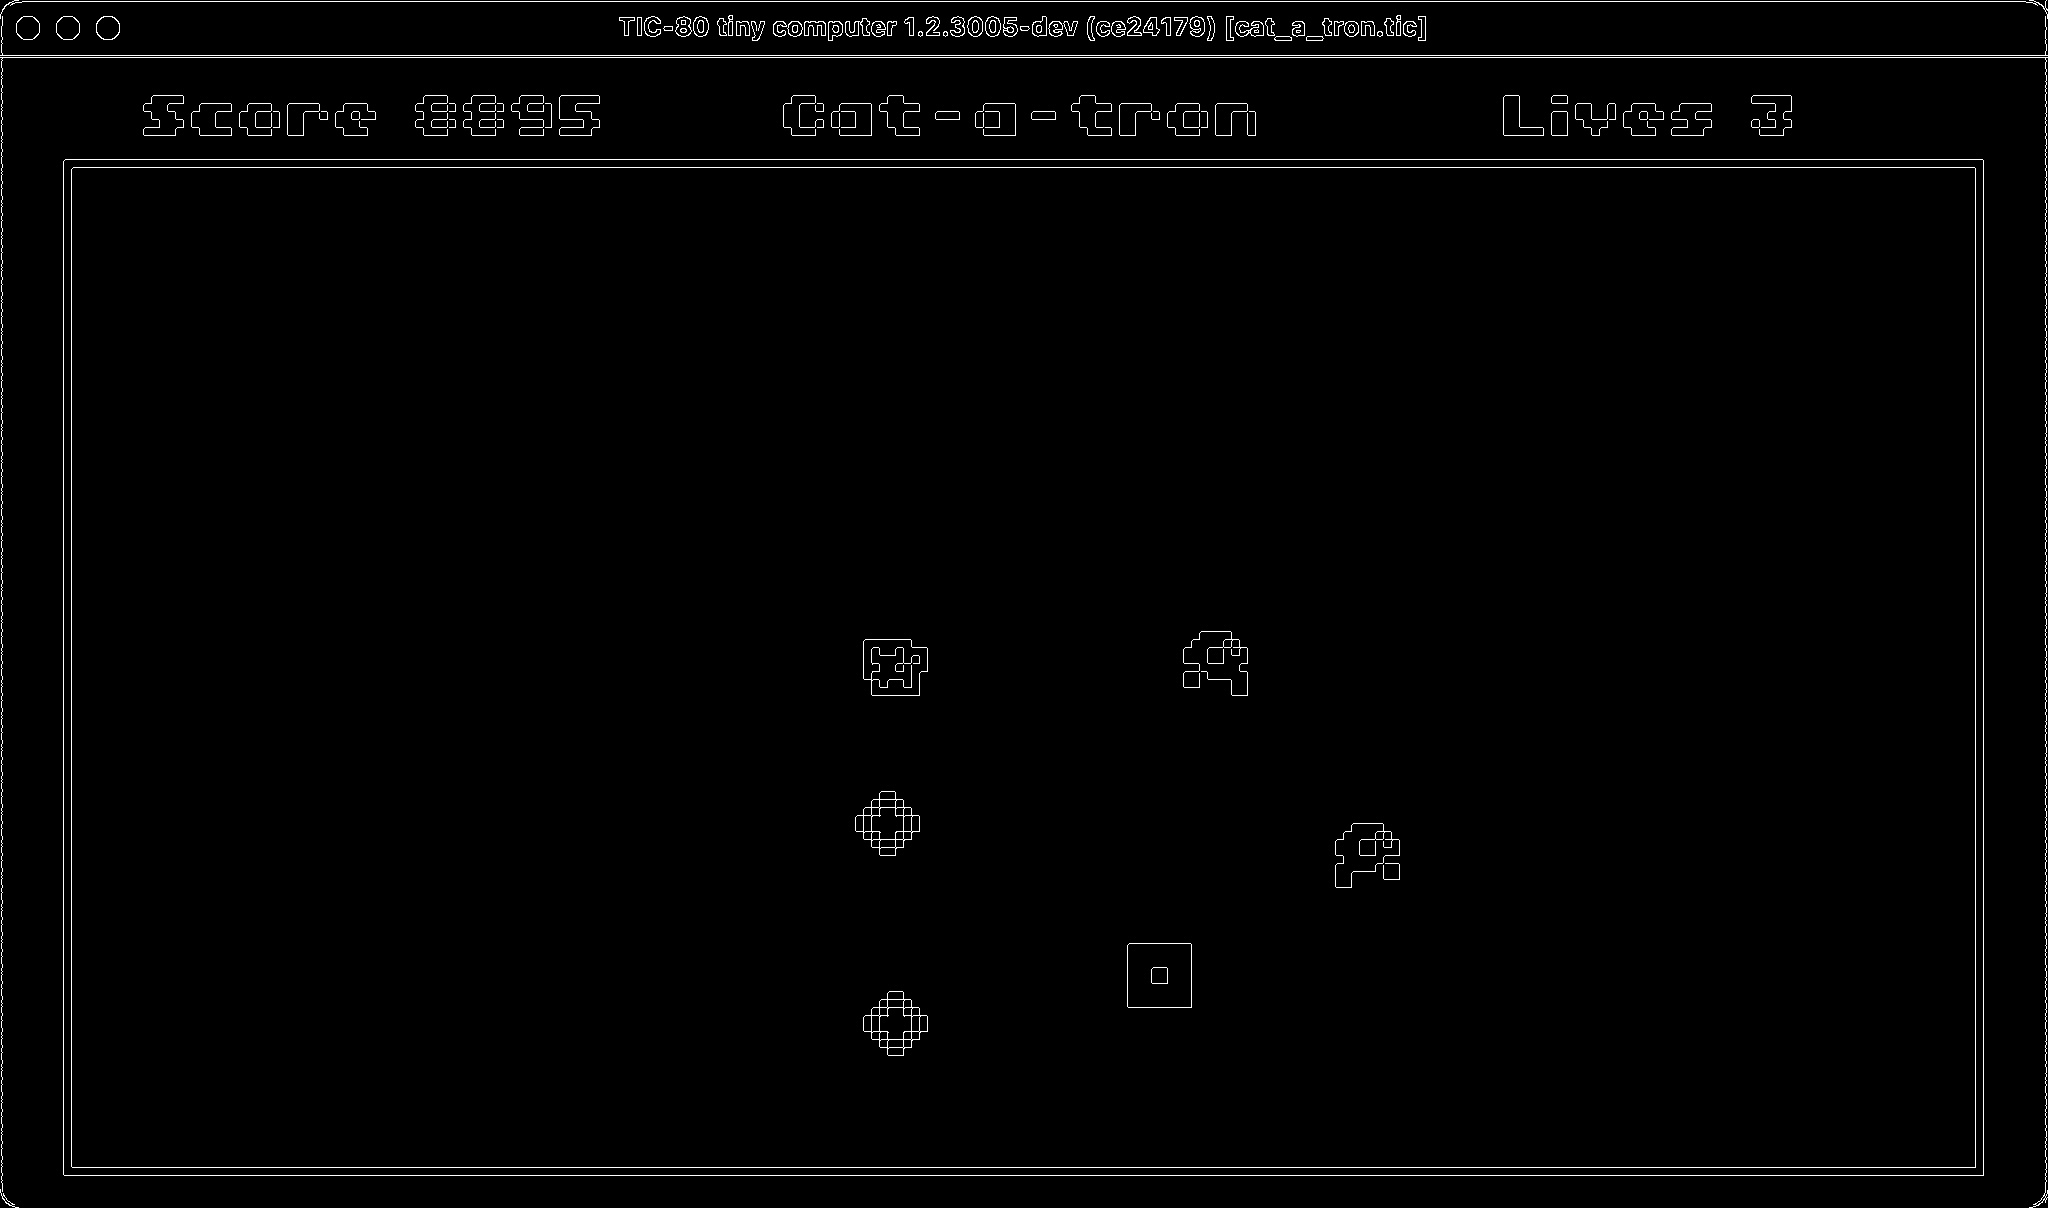 TIC-80 tiny computer 1.2.3005-dev (ce24179) [cat_a_tron.tic]
Score 8895 Cat-a-tron Lives 3